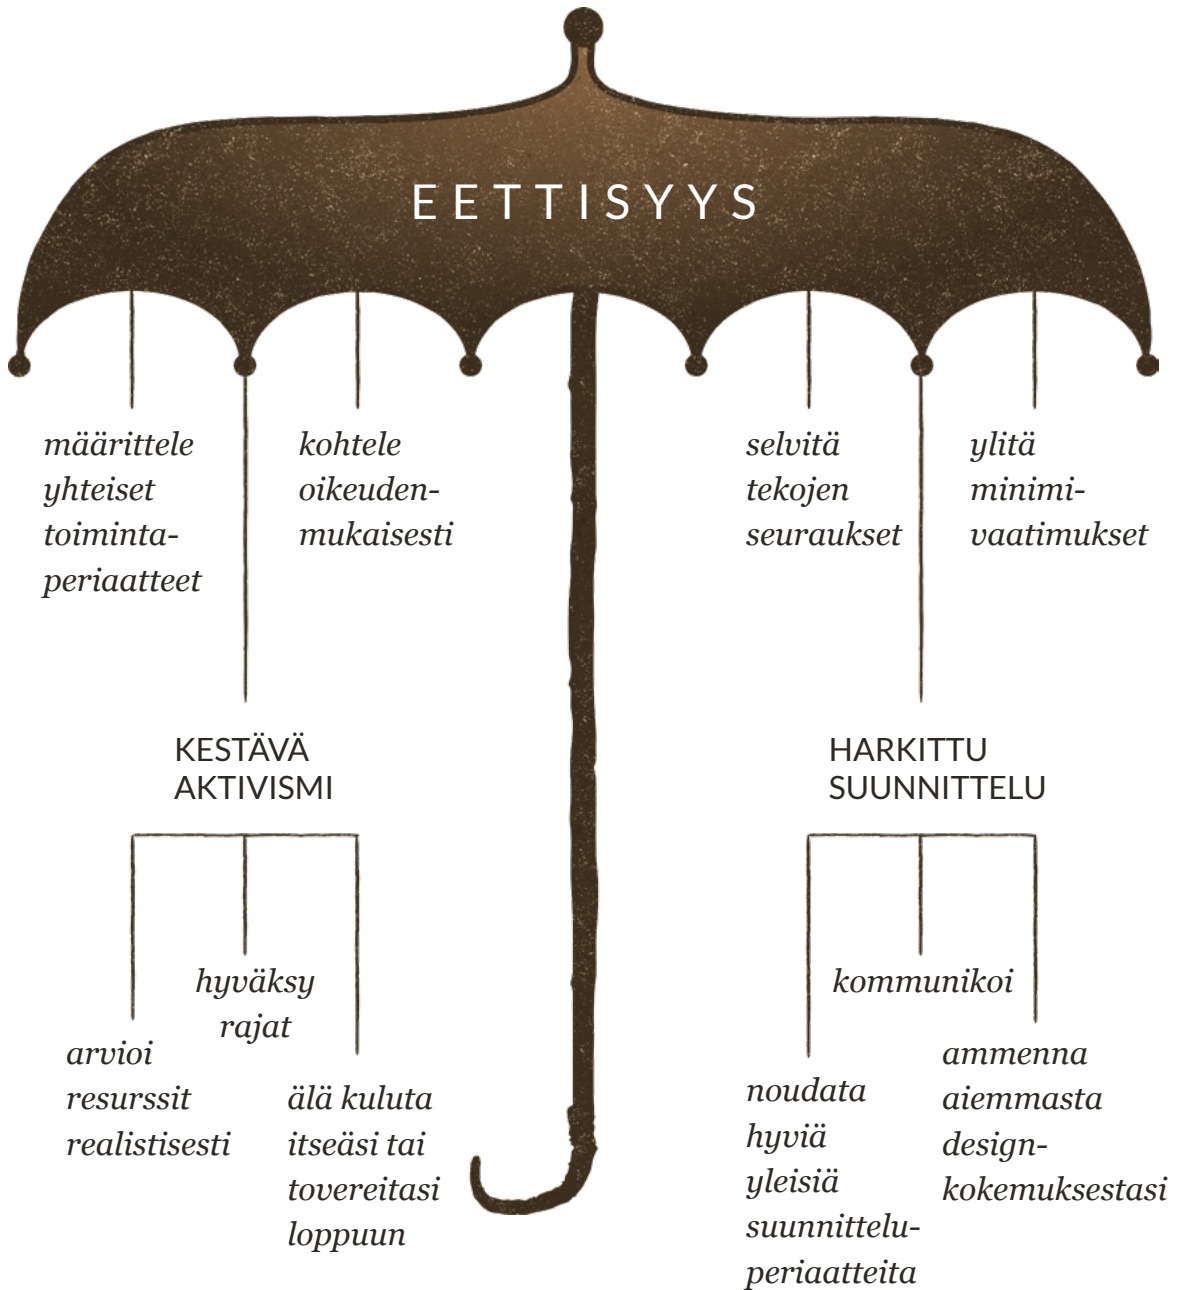 EETTISYYS
määrittele
yhteiset
toiminta-
periaatteet
kohtele
oikeuden-
mukaisesti
selvitä
tekojen
seuraukset
ylitä
minimi-
vaatimukset
KESTÄVÄ
AKTIVISMI
arvioi
resurssit
realistisesti
hyväksy
rajat
älä kuluta
itseäsi tai
tovereitasi
loppuun
HARKITTU
SUUNNITTELU
noudata
hyviä
yleisiä
suunnittelu-
periaatteita
kommunikoi
ammenna
aiemmasta
design-
kokemuksestasi